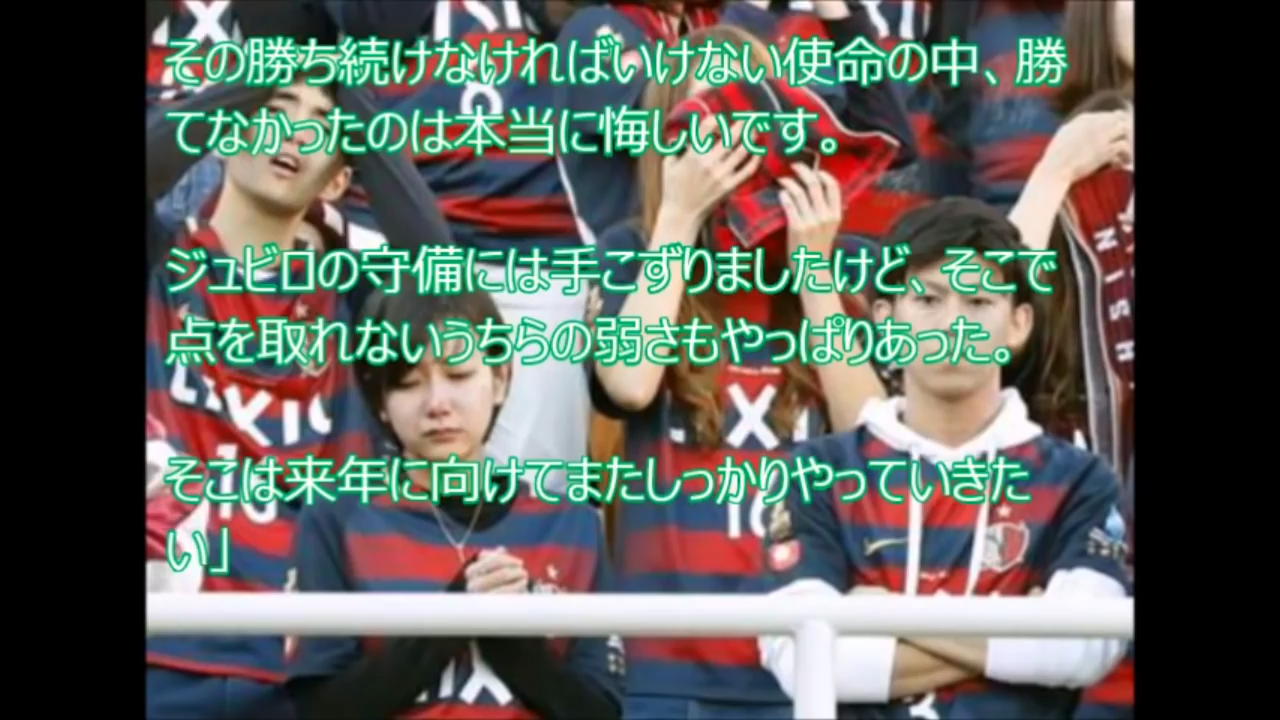 その勝ち続けなければいけない使命の中、勝
てなかったのは本当に悔しいです。
ジュビロの守備には手こずりましたけど、そこで
点を取れないうちらの弱さもやっぱりあった。
そこは来年に向けてまたしっかりやっていきた
い」